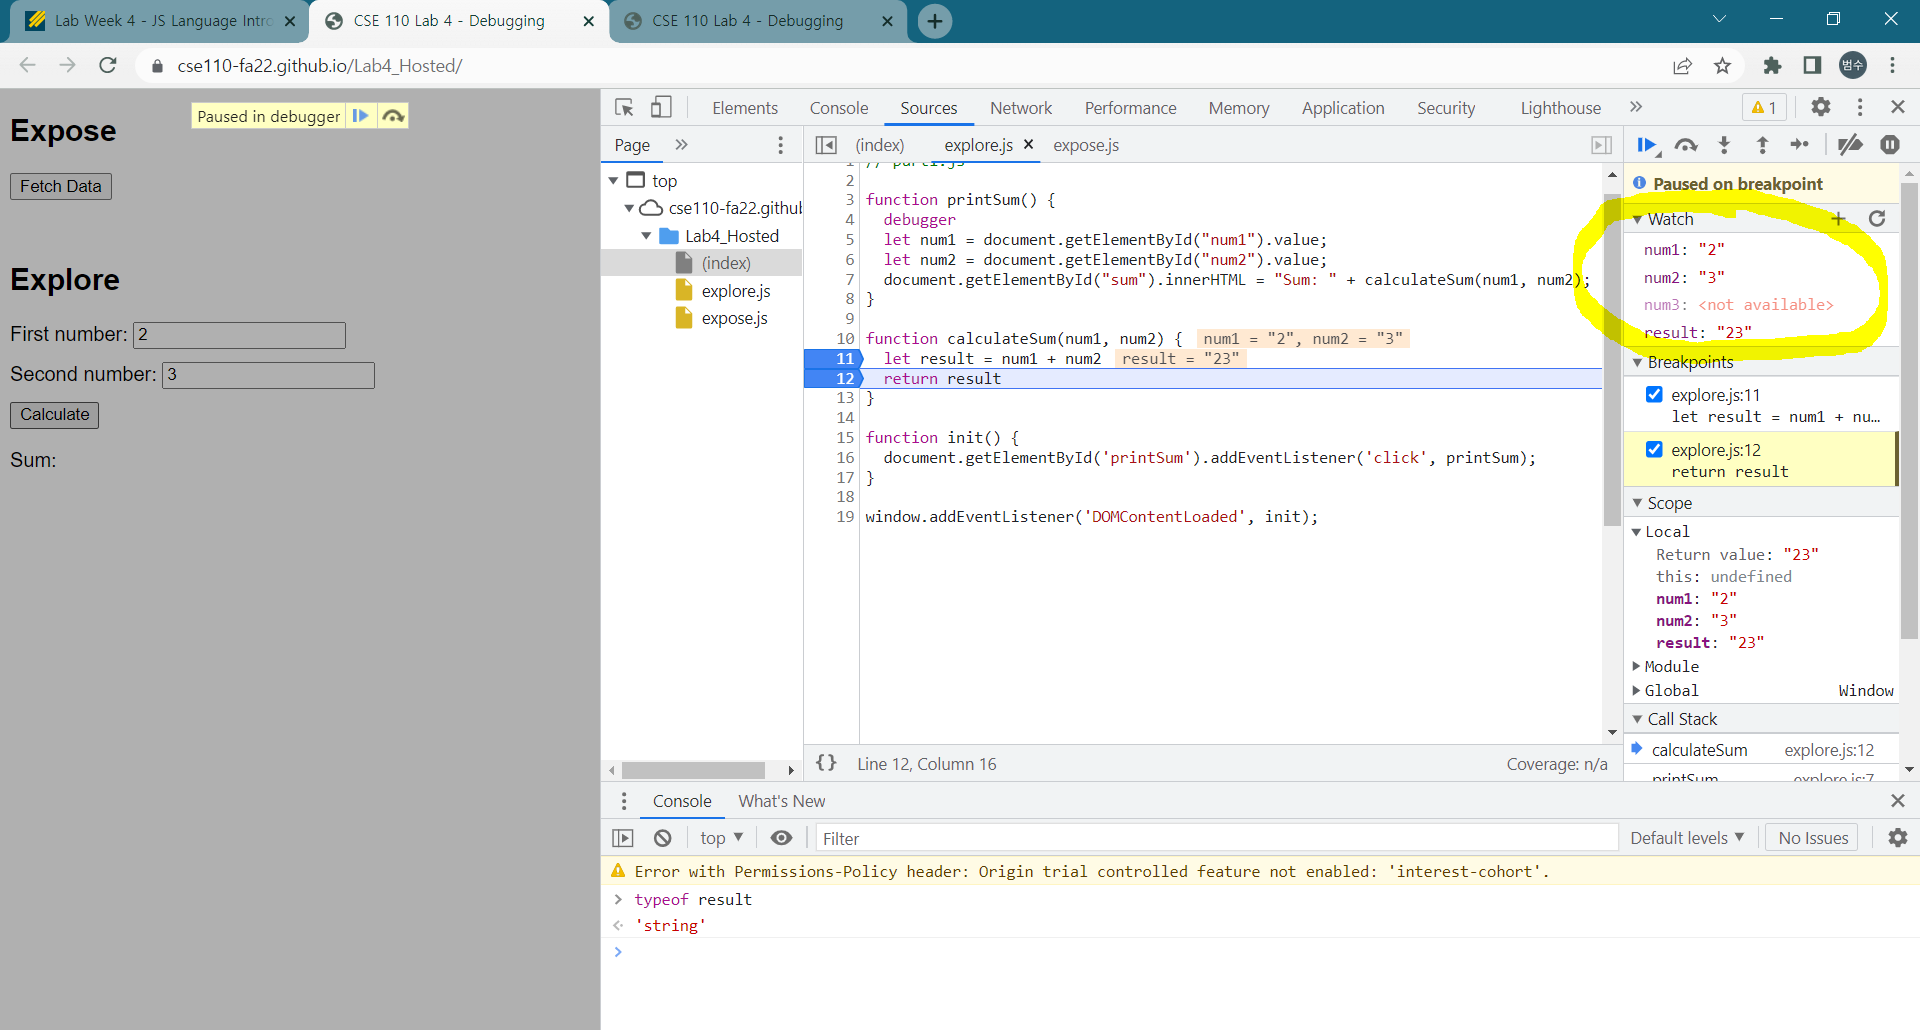 Lab Week 4 - JS Language Intro
CSE 110 Lab 4 - Debugging
CSE 110 Lab 4 - Debugging
cse110-fa22.github.io/Lab4_Hosted/
범수
Expose
Paused in debugger
Fetch Data
Explore
First number: 2
Second number: 3
Calculate
Sum:
Elements Console Sources Network Performance Memory Application Security Lighthouse
1
Page
top
cse110-fa22.githul
Lab4_Hosted
(index)
explore.js
expose.js
(index) explore.js expose.js
1 // part1.js
2
3 function printSum() {
4 debugger
5 let num1 = document.getElementById("num1").value;
6 let num2 = document.getElementById("num2").value;
7 document.getElementById("sum").innerHTML = "Sum: " + calculateSum(num1, num2);
8 }
9
10 function calculateSum(num1, num2) { num1 = "2", num2 = "3"
11 let result = num1 + num2 result = "23"
12 return result
13 }
14
15 function init() {
16 document.getElementById('printSum').addEventListener('click', printSum);
17 }
18
19 window.addEventListener('DOMContentLoaded', init);
{} Line 12, Column 16
Coverage: n/a
Paused on breakpoint
Watch
num1: "2"
num2: "3"
num3: <not available>
result: "23"
Breakpoints
explore.js:11
let result = num1 + nu…
explore.js:12
return result
Scope
Local
Return value: "23"
this: undefined
num1: "2"
num2: "3"
result: "23"
Module
Global Window
Call Stack
calculateSum explore.js:12
printSum explore.js:7
Console What's New
top Filter Default levels No Issues
Error with Permissions-Policy header: Origin trial controlled feature not enabled: 'interest-cohort'.
> typeof result
'string'
>